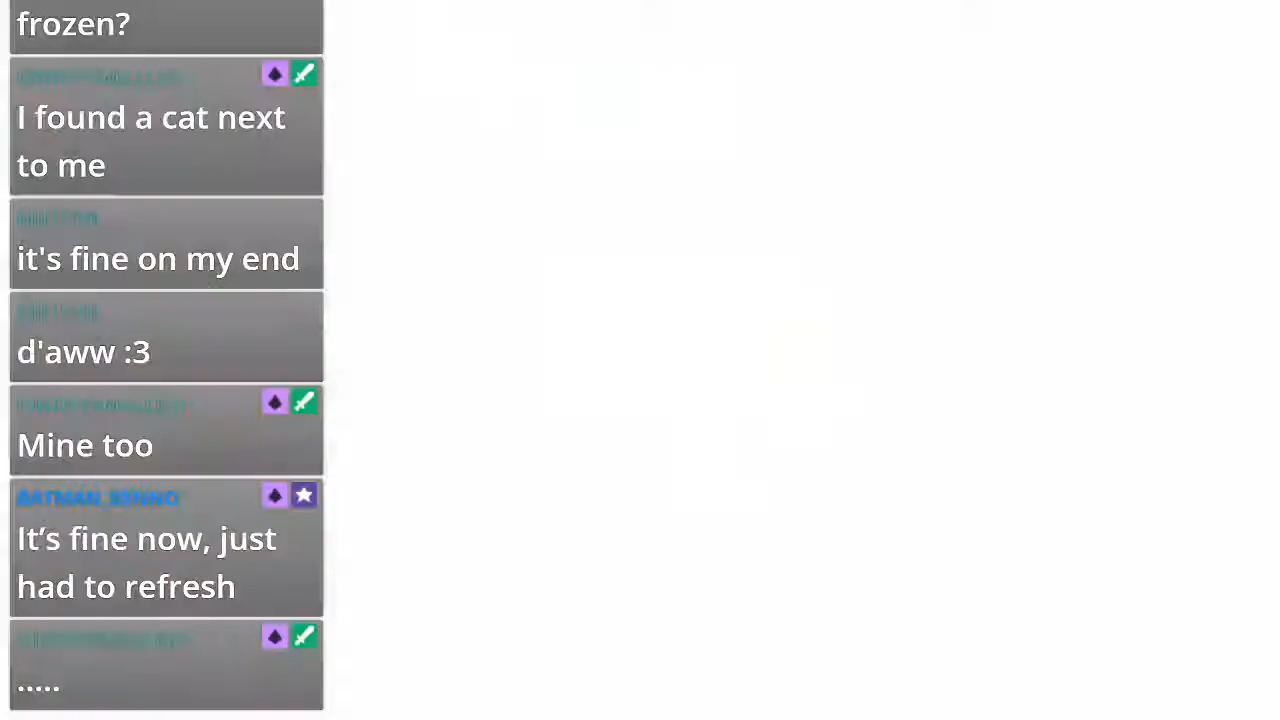 frozen?
I found a cat next
to me
it's fine on my end
d'aww :3
Mine too
BATMAN_BENNO
It’s fine now, just
had to refresh
.....